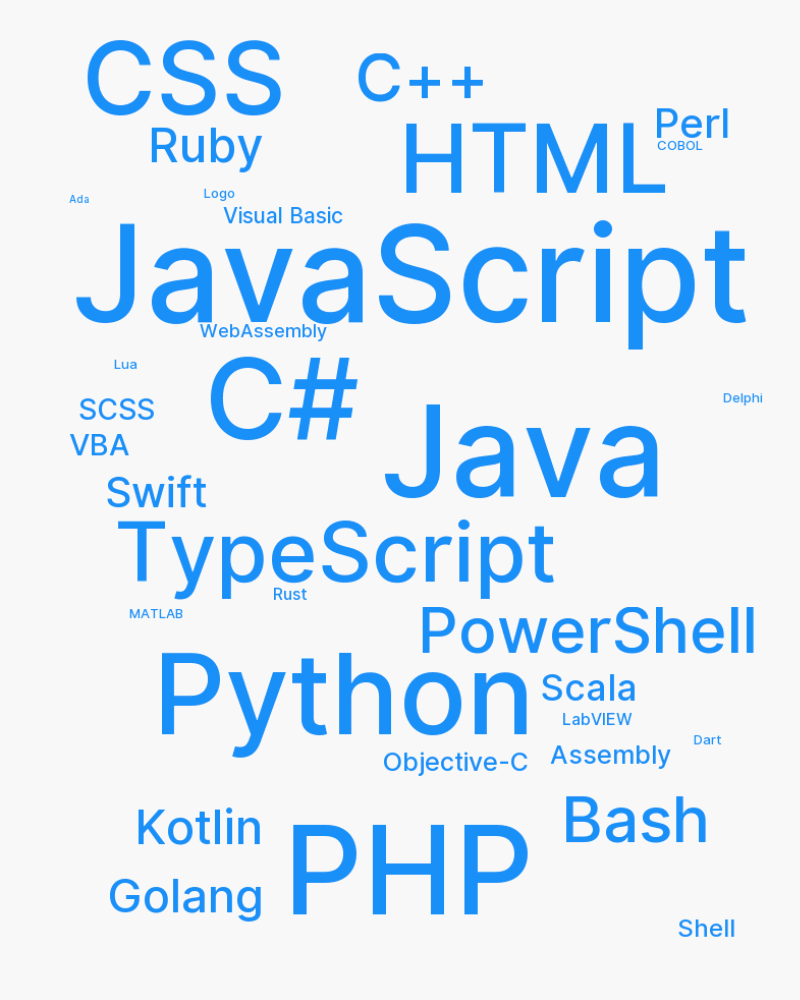 CSS
C++
Perl
HTML
COBOL
Ruby
Logo
Ada
Visual Basic
JavaScript
WebAssembly
Lua
C#
Delphi
SCSS
VBA
Java
Swift
TypeScript
Rust
MATLAB
PowerShell
Python
Scala
LabVIEW
Dart
Assembly
Objective-C
Bash
Kotlin
PHP
Golang
Shell